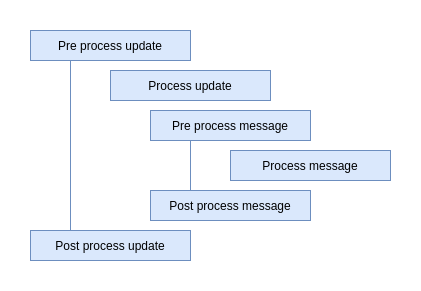 Pre process update
Process update
Pre process message
Process message
Post process message
Post process update